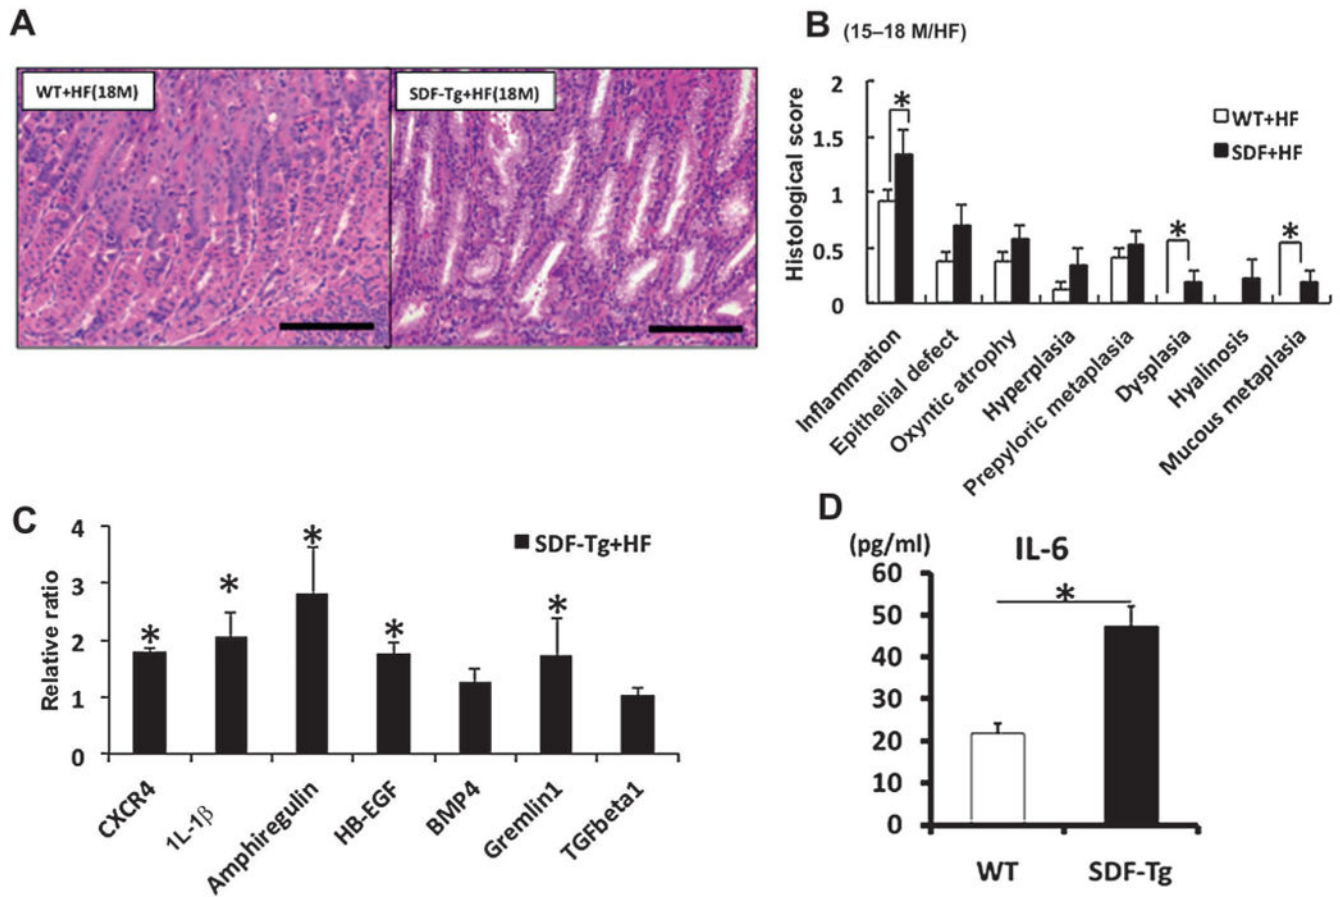 A
WT+HF(18M)
SDF-Tg+HF(18M)
B (15–18 M/HF)
Histological score
2
1.5
1
0.5
0
*
*
*
WT+HF
SDF+HF
Inflammation
Epithelial defect
Oxyntic atrophy
Hyperplasia
Prepyloric metaplasia
Dysplasia
Hyalinosis
Mucous metaplasia
C
Relative ratio
4
3
2
1
0
*
*
*
*
*
SDF-Tg+HF
CXCR4
1L-1β
Amphiregulin
HB-EGF
BMP4
Gremlin1
TGFbeta1
D
(pg/ml)
IL-6
60
50
40
30
20
10
0
*
WT
SDF-Tg